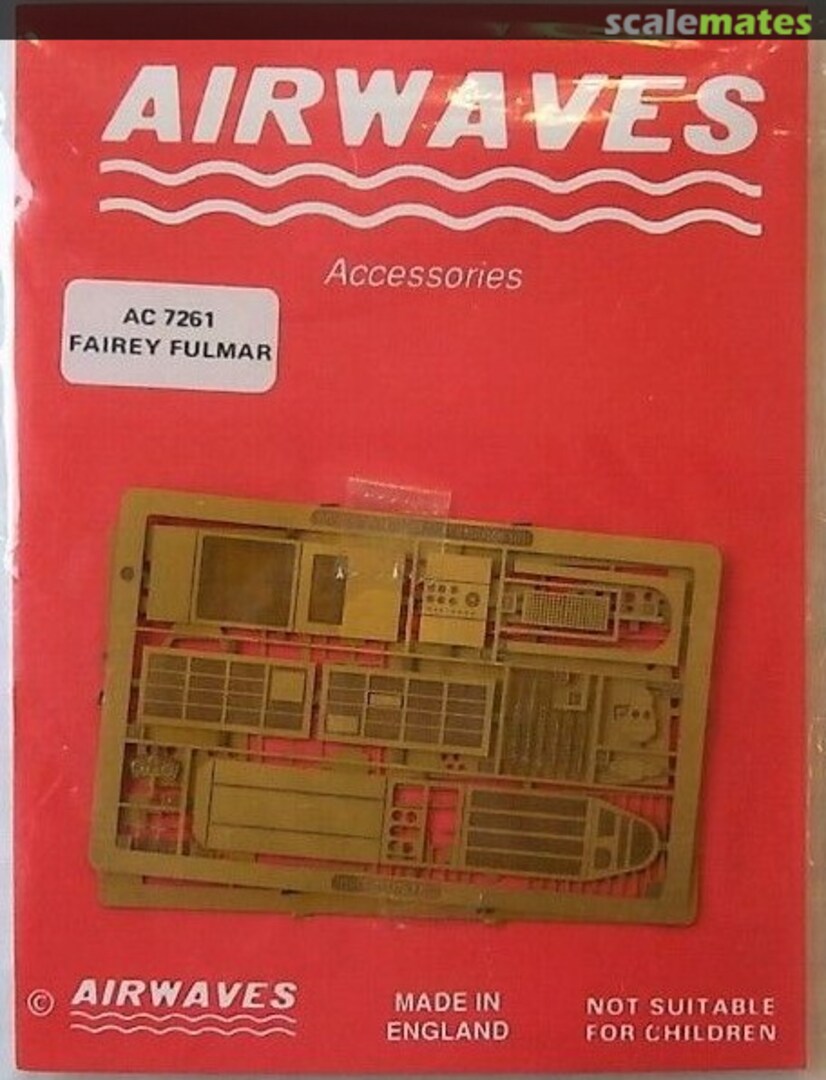 scalemates
AIRWAVES
Accessories
AC 7261
FAIREY FULMAR
© AIRWAVES
MADE IN
ENGLAND
NOT SUITABLE
FOR CHILDREN